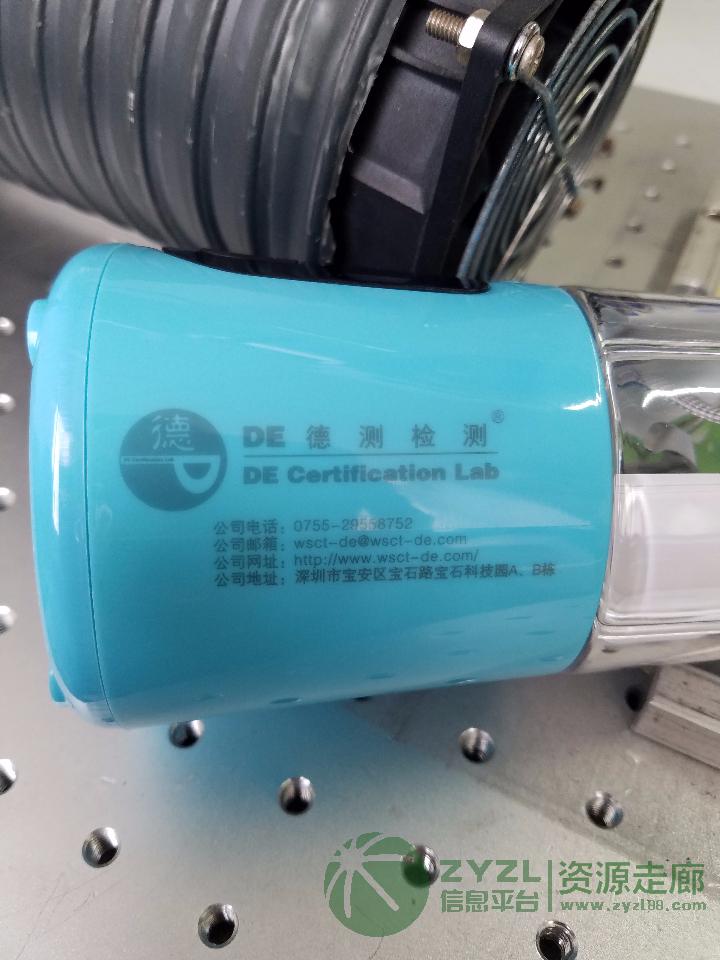 德
DE Certification Lab
DE 德测检测®
DE Certification Lab
公司电话：0755-29558752
公司邮箱：wsct-de@wsct-de.com
公司网址：http://www.wsct-de.com/
公司地址：深圳市宝安区宝石路宝石科技园A、B栋
ZYZL
信息平台
资源走廊
www.zyzl88.com